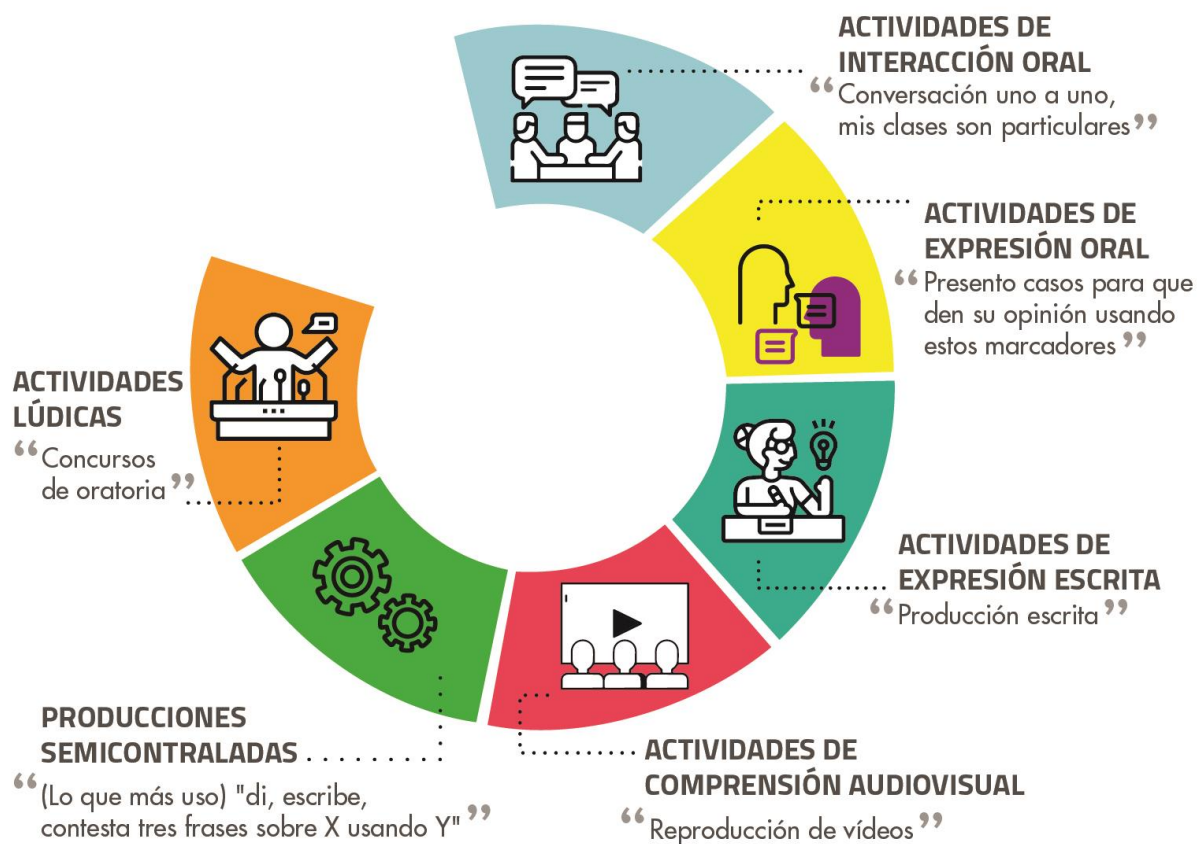 ACTIVIDADES DE
INTERACCIÓN ORAL
“Conversación uno a uno,
mis clases son particulares”
ACTIVIDADES DE
EXPRESIÓN ORAL
“Presento casos para que
den su opinión usando
estos marcadores”
ACTIVIDADES DE
EXPRESIÓN ESCRITA
“Producción escrita”
ACTIVIDADES DE
COMPRENSIÓN AUDIOVISUAL
“Reproducción de vídeos”
PRODUCCIONES
SEMICONTRALADAS
“(Lo que más uso) "di, escribe,
contesta tres frases sobre X usando Y"”
ACTIVIDADES
LÚDICAS
“Concursos
de oratoria”